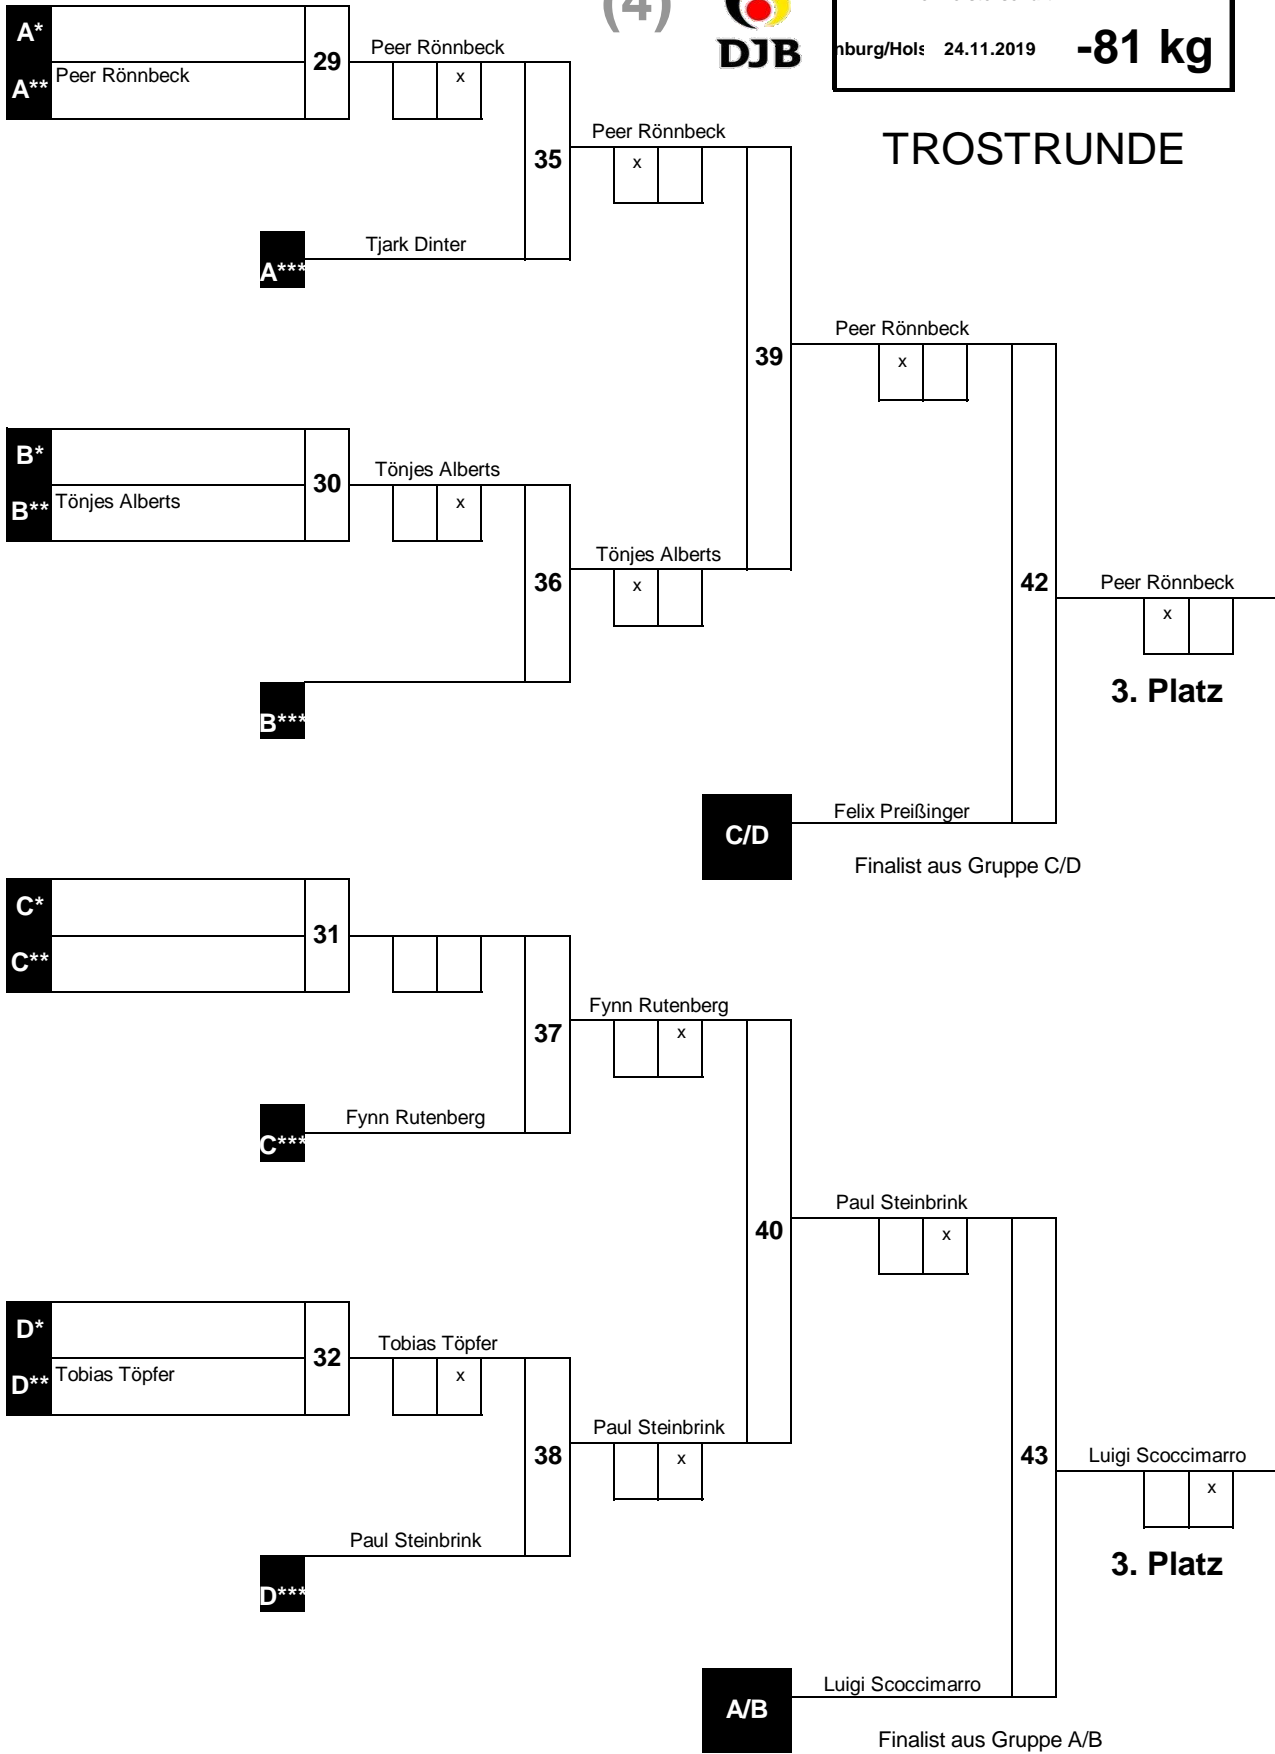 (4)
DJB
nburg/Hols 24.11.2019 -81 kg
TROSTRUNDE
A*
A** Peer Rönnbeck
29
Peer Rönnbeck
x
35
Peer Rönnbeck
x
A***
Tjark Dinter
39
Peer Rönnbeck
x
B*
B** Tönjes Alberts
30
Tönjes Alberts
x
36
Tönjes Alberts
x
B***
42
Peer Rönnbeck
x
3. Platz
C/D
Felix Preißinger
Finalist aus Gruppe C/D
C*
C**
31
37
Fynn Rutenberg
x
C***
Fynn Rutenberg
40
Paul Steinbrink
x
D*
D** Tobias Töpfer
32
Tobias Töpfer
x
38
Paul Steinbrink
x
D***
Paul Steinbrink
43
Luigi Scoccimarro
x
3. Platz
A/B
Luigi Scoccimarro
Finalist aus Gruppe A/B